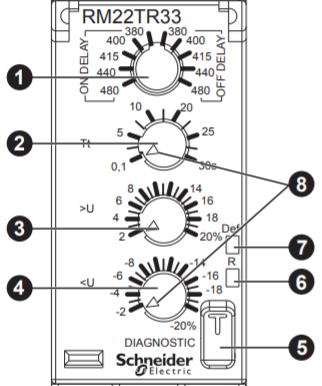 RM22TR33
ON DELAY
OFF DELAY
380 380
400 400
415 415
440 440
480 480
1
Tt
10 20
5 25
0,1 30s
2
8
>U
8 14
6 16
4 18
2 20%
3
Def
7
R
6
<U
-8 -14
-6 -16
-4 -18
-2 -20%
4
5
DIAGNOSTIC
Schneider
Electric